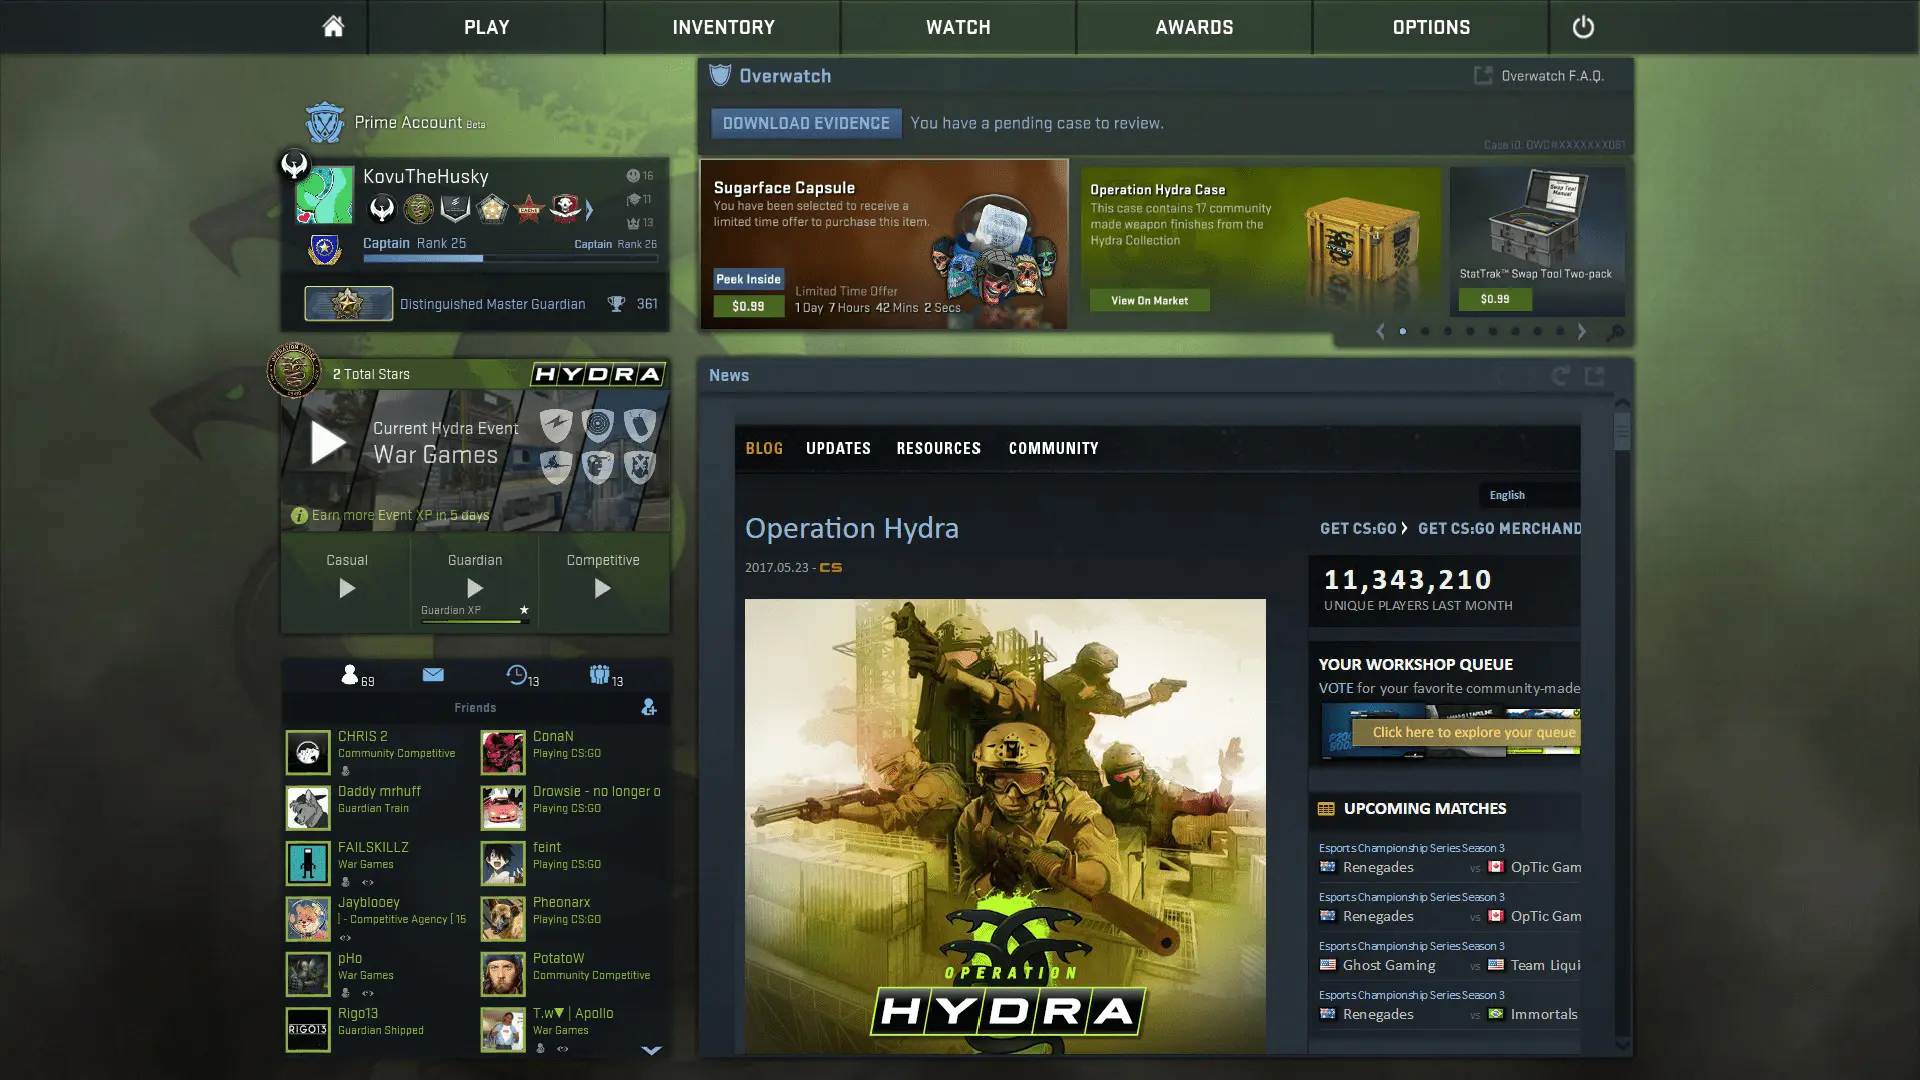 PLAY
INVENTORY
WATCH
AWARDS
OPTIONS
Prime Account Beta
KovuTheHusky
16
11
13
Captain Rank 25
Captain Rank 26
Distinguished Master Guardian
361
Overwatch
Overwatch F.A.Q.
DOWNLOAD EVIDENCE
You have a pending case to review.
Case ID: OWC#XXXXXXX081
Sugarface Capsule
You have been selected to receive a
limited time offer to purchase this item.
Peek Inside
$0.99
Limited Time Offer
1 Day 7 Hours 42 Mins 2 Secs
Operation Hydra Case
This case contains 17 community
made weapon finishes from the
Hydra Collection
View On Market
HYDRA
Swap Tool
Manual
StatTrak™ Swap Tool Two-pack
$0.99
2 Total Stars
HYDRA
Current Hydra Event
War Games
Earn more Event XP in 5 days
Casual
Guardian
Competitive
Guardian XP
69
13
13
Friends
CHRIS 2
Community Competitive
ConaN
Playing CS:GO
Daddy mrhuff
Guardian Train
Drowsie - no longer o
Playing CS:GO
FAILSKILLZ
War Games
feint
Playing CS:GO
Jayblooey
] - Competitive Agency [ 15
Pheonarx
Playing CS:GO
pHo
War Games
PotatoW
Community Competitive
RIGO13
Rigo13
Guardian Shipped
T.w▼ | Apollo
War Games
News
BLOG
UPDATES
RESOURCES
COMMUNITY
English
Operation Hydra
2017.05.23 - CS
OPERATION
HYDRA
GET CS:GO
GET CS:GO MERCHAND
11,343,210
UNIQUE PLAYERS LAST MONTH
YOUR WORKSHOP QUEUE
VOTE for your favorite community-made
Click here to explore your queue
UPCOMING MATCHES
Esports Championship Series Season 3
Renegades vs OpTic Gam
Esports Championship Series Season 3
Renegades vs OpTic Gam
Esports Championship Series Season 3
Ghost Gaming vs Team Liqui
Esports Championship Series Season 3
Renegades vs Immortals